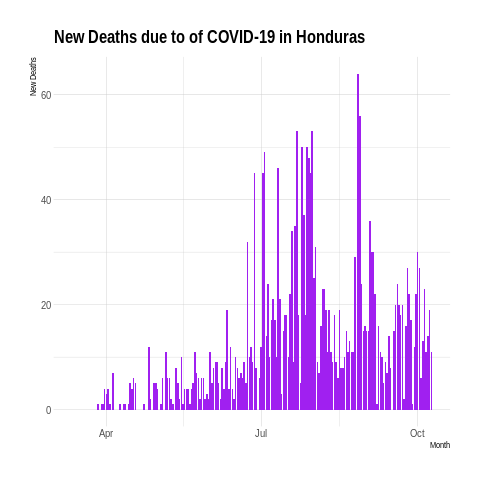 New Deaths due to of COVID-19 in Honduras
New Deaths
60
40
20
0
Apr
Jul
Oct
Month